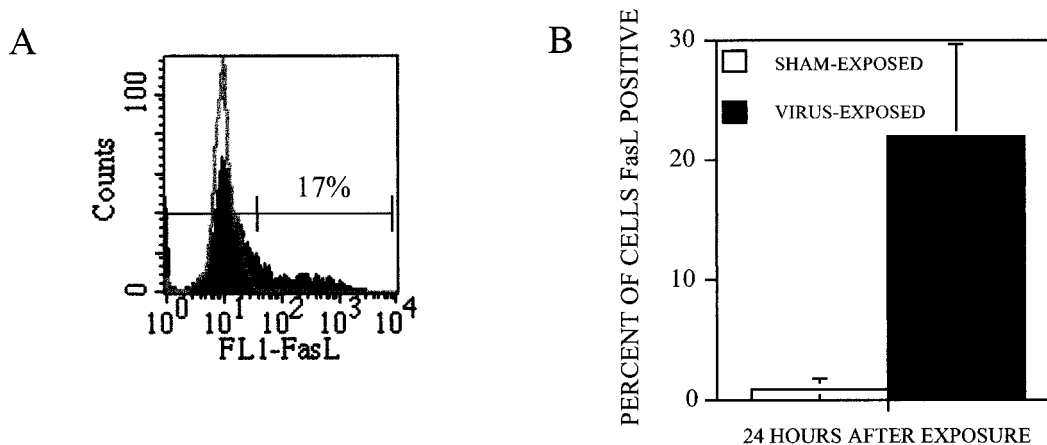 A
100
Counts
0
17%
10^0 10^1 10^2 10^3 10^4
FL1-FasL
B
PERCENT OF CELLS FasL POSITIVE
30
20
10
0
SHAM-EXPOSED
VIRUS-EXPOSED
24 HOURS AFTER EXPOSURE